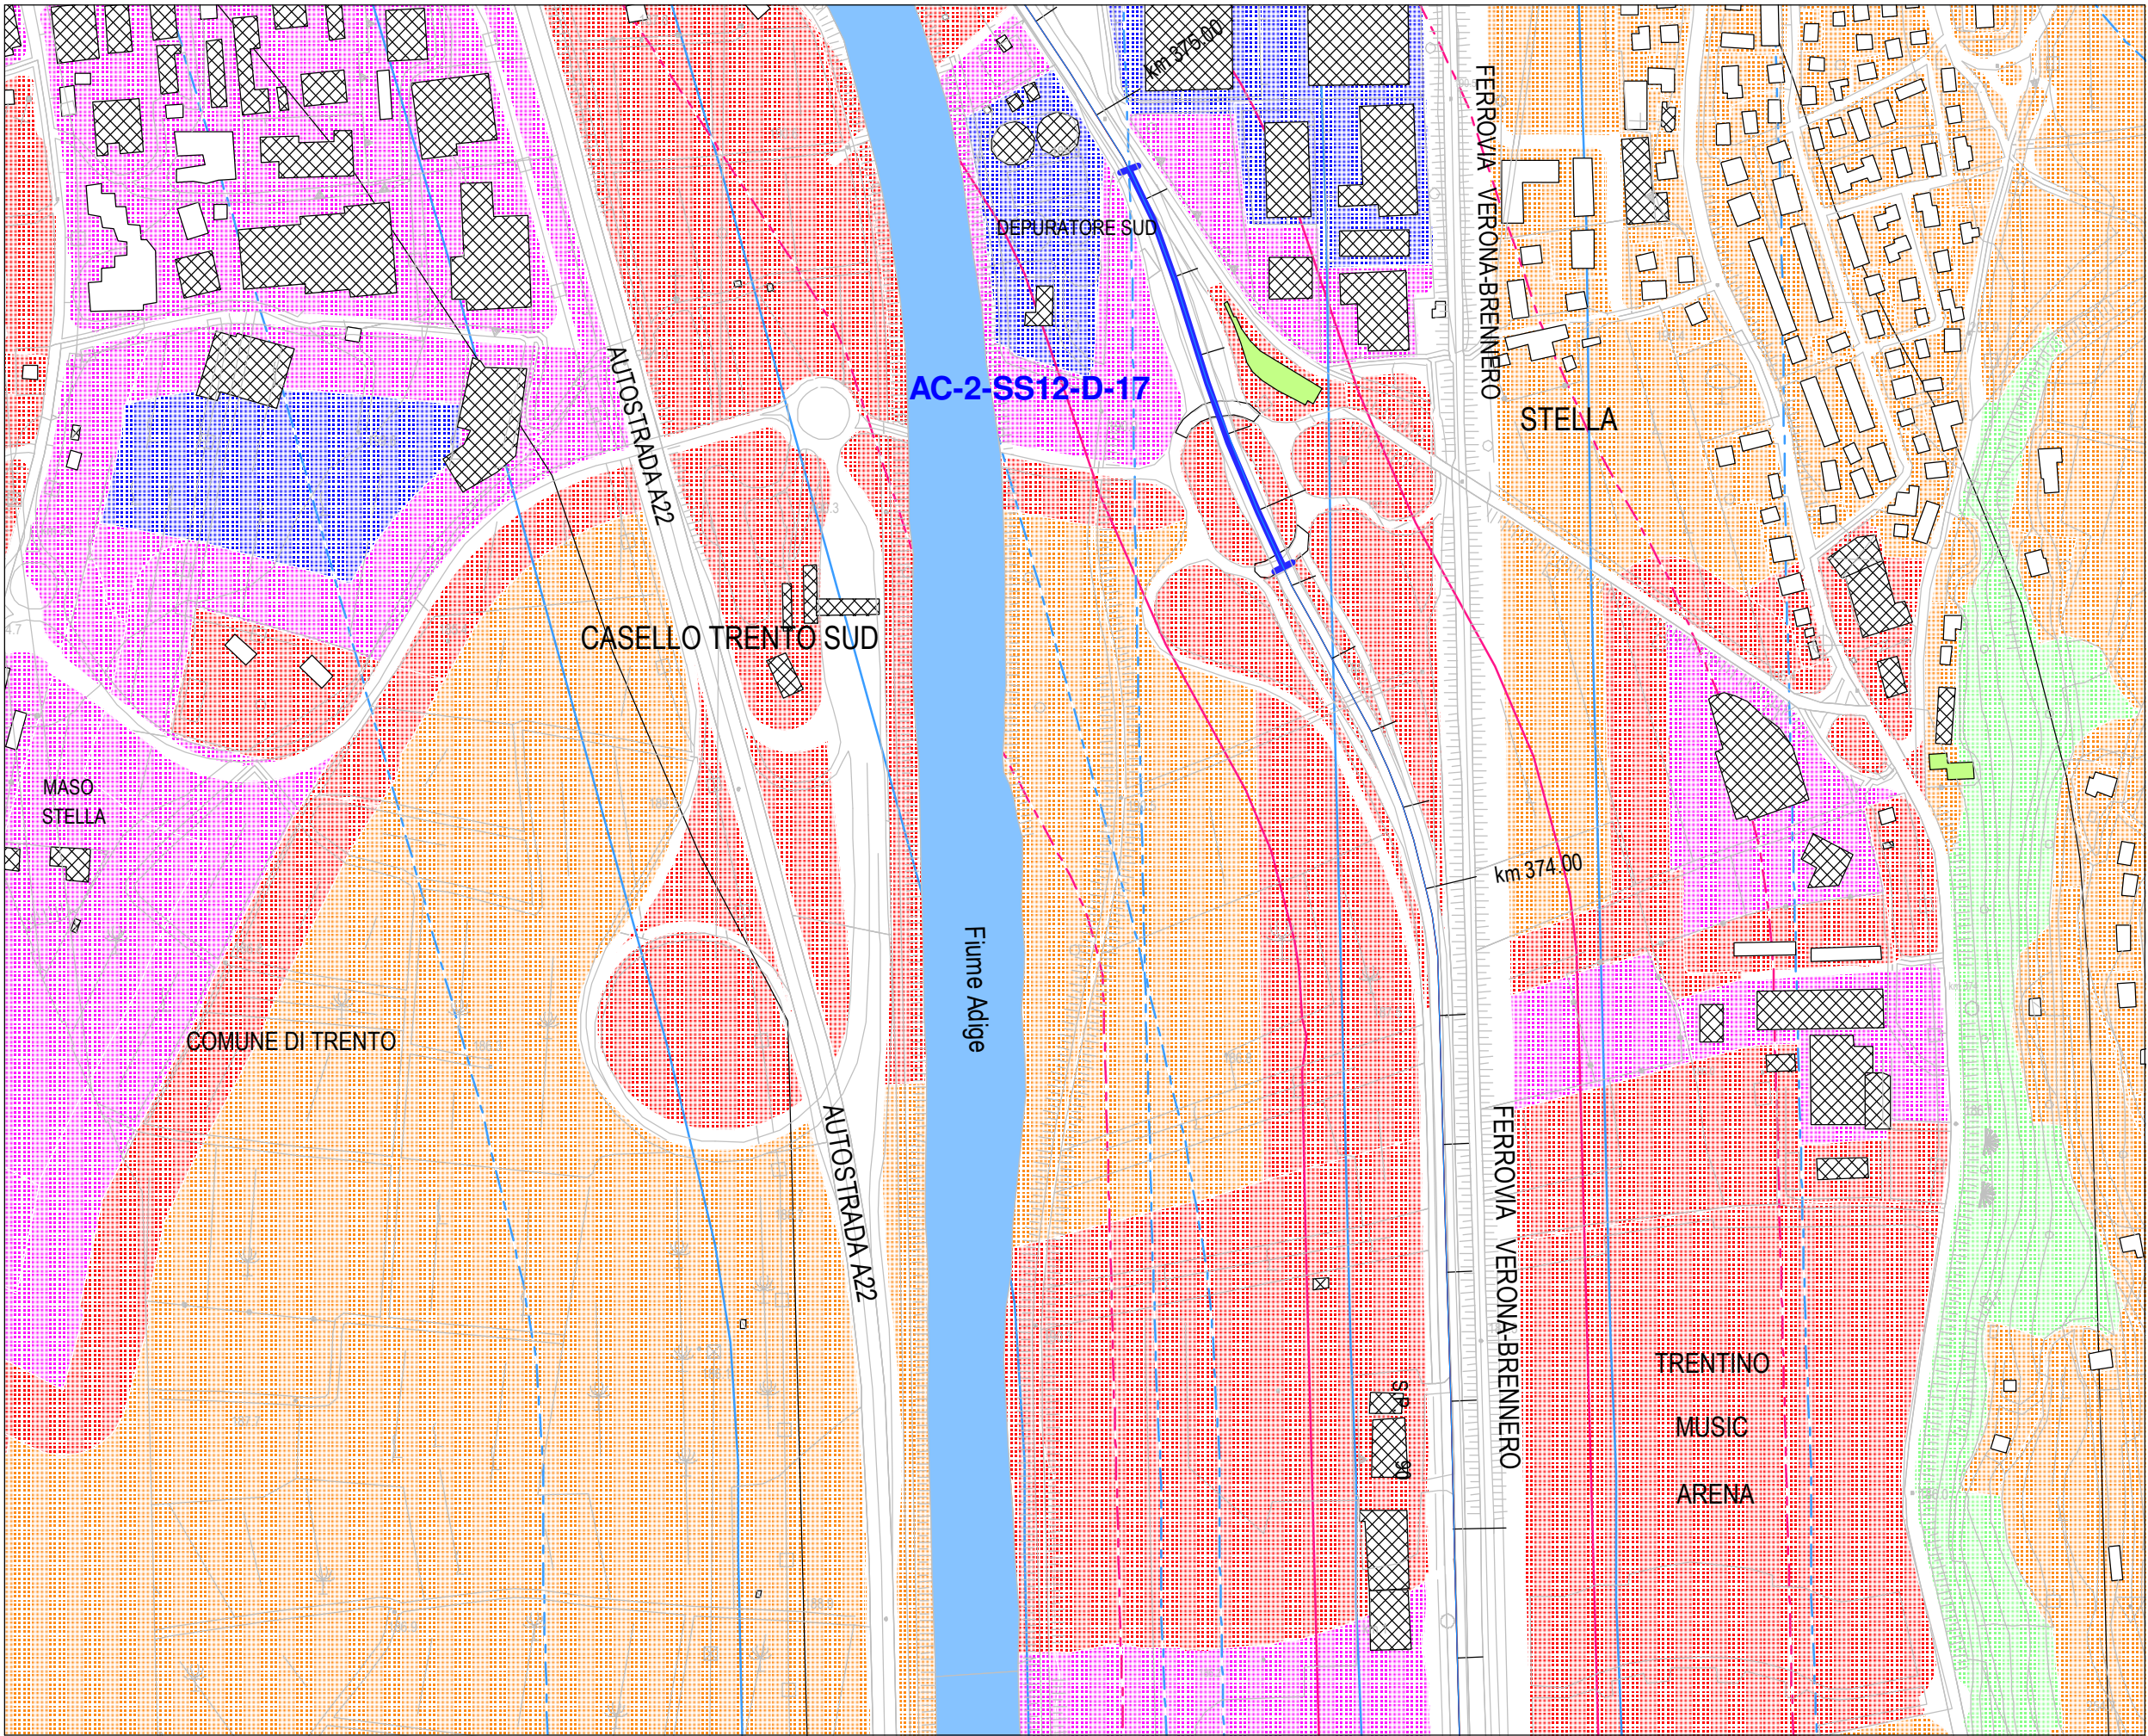 km 375.00
FERROVIA VERONA-BRENNERO
DEPURATORE SUD
AUTOSTRADA A22
AC-2-SS12-D-17
STELLA
CASELLO TRENTO SUD
MASO
STELLA
km 374.00
Fiume Adige
COMUNE DI TRENTO
AUTOSTRADA A22
FERROVIA VERONA-BRENNERO
TRENTINO
MUSIC
ARENA
S.P.
90